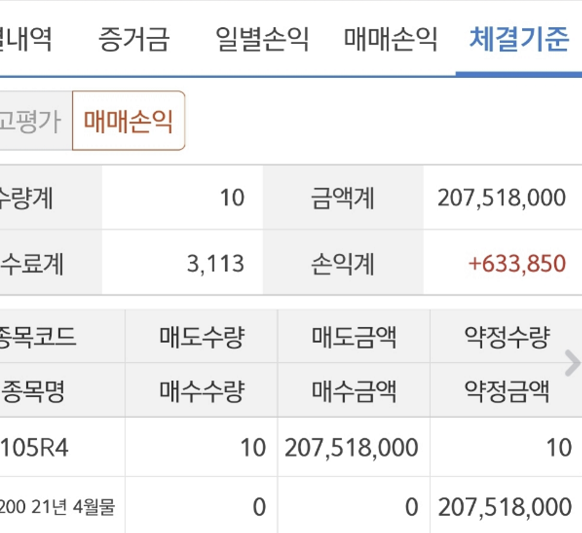 별내역 증거금 일별손익 매매손익 체결기준
고평가 매매손익
수량계 10 금액계 207,518,000
수료계 3,113 손익계 +633,850
종목코드 매도수량 매도금액 약정수량
종목명 매수수량 매수금액 약정금액
105R4 10 207,518,000 10
200 21년 4월물 0 0 207,518,000